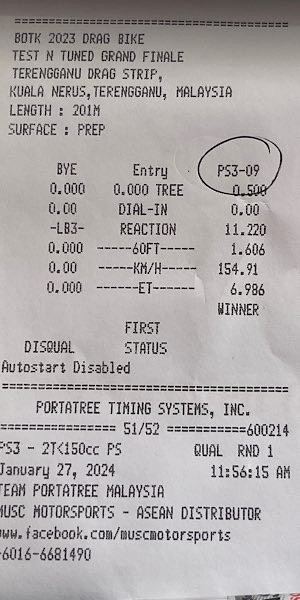 BOTK 2023 DRAG BIKE
TEST N TUNED GRAND FINALE
TERENGGANU DRAG STRIP,
KUALA NERUS,TERENGGANU, MALAYSIA
LENGTH : 201M
SURFACE : PREP
BYE Entry PS3-09
0.000 0.000 TREE 0.500
0.00 DIAL-IN 0.00
-LB3- REACTION 11.220
0.000 ------60FT------ 1.606
0.00 ------KM/H------ 154.91
0.000 ------ET------ 6.986
WINNER
FIRST
DISQUAL STATUS
Autostart Disabled
PORTATREE TIMING SYSTEMS, INC.
================ 51/52 ===========600214
PS3 - 2T<150cc PS QUAL RND 1
January 27, 2024 11:56:15 AM
TEAM PORTATREE MALAYSIA
MUSC MOTORSPORTS - ASEAN DISTRIBUTOR
www.facebook.com/muscmotorsports
-6016-6681490